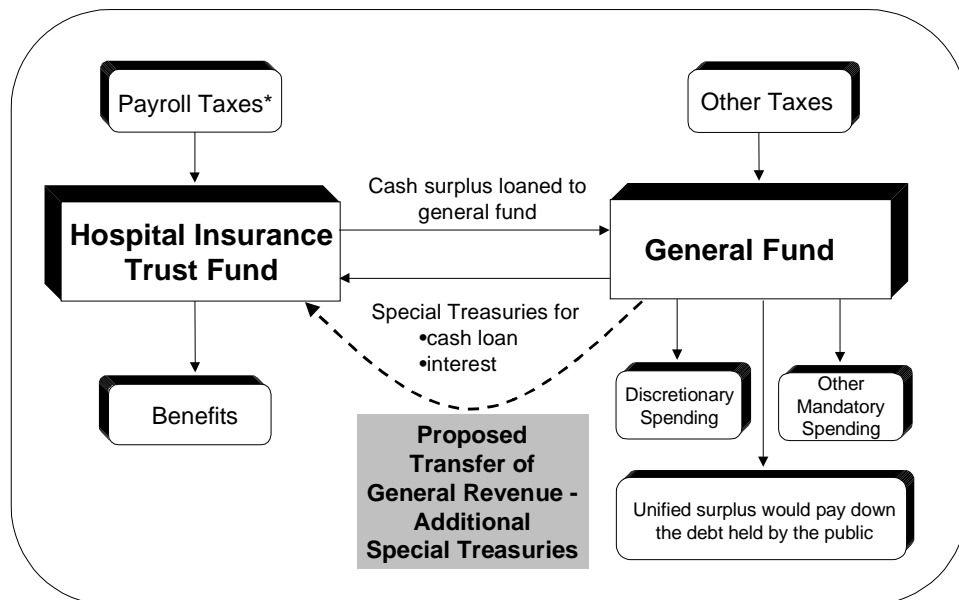 Payroll Taxes*
Other Taxes
Cash surplus loaned to
general fund
Hospital Insurance
Trust Fund
General Fund
Special Treasuries for
•cash loan
•interest
Benefits
Discretionary
Spending
Other
Mandatory
Spending
Proposed
Transfer of
General Revenue -
Additional
Special Treasuries
Unified surplus would pay down
the debt held by the public